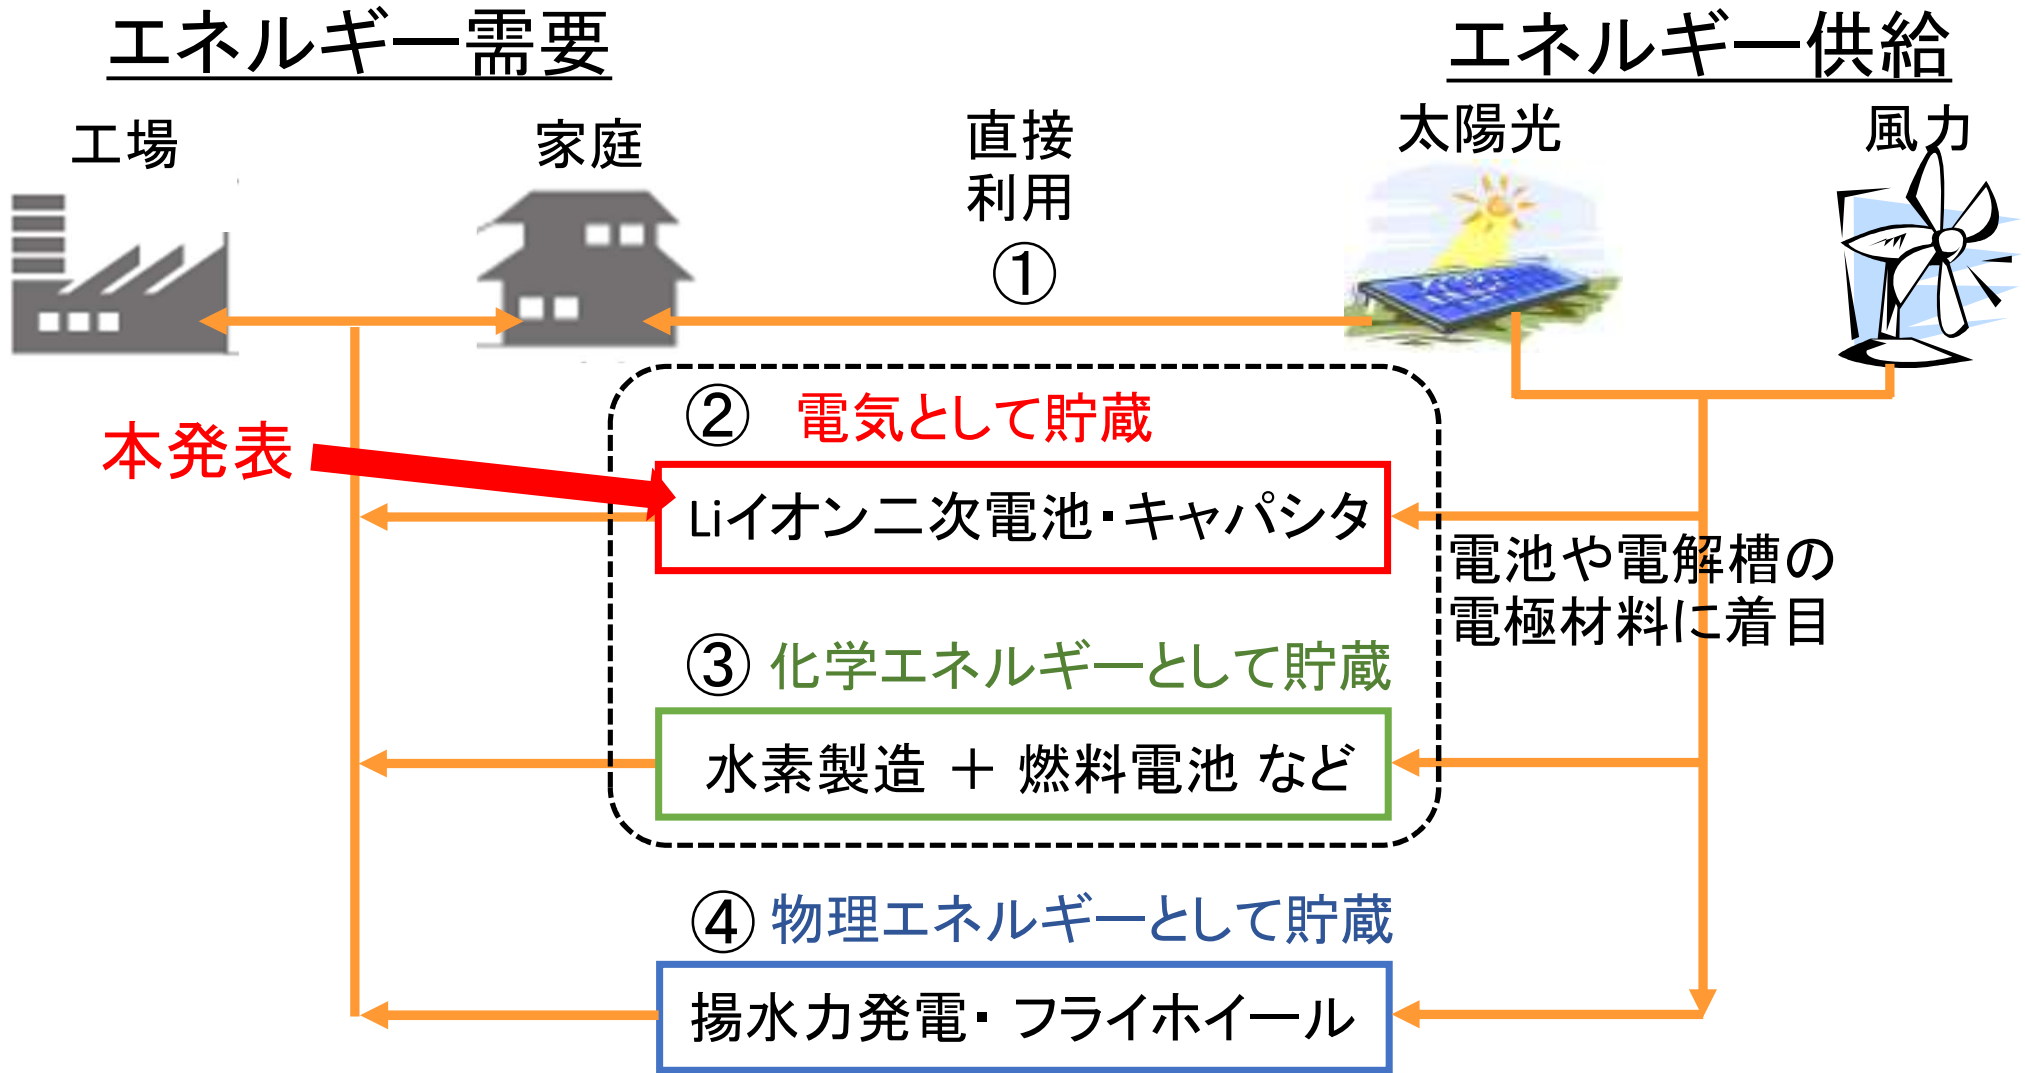 エネルギー需要
エネルギー供給
工場
家庭
直接
利用
①
太陽光
風力
② 電気として貯蔵
本発表
Liイオン二次電池・キャパシタ
電池や電解槽の
電極材料に着目
③ 化学エネルギーとして貯蔵
水素製造 ＋ 燃料電池 など
④ 物理エネルギーとして貯蔵
揚水力発電・ フライホイール